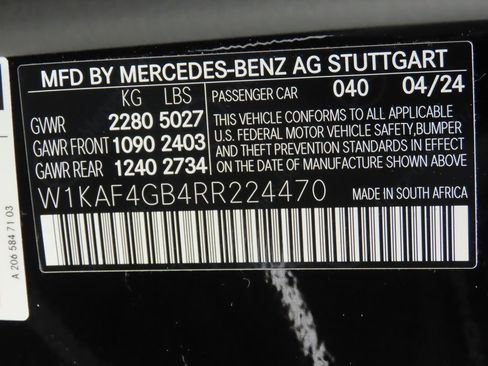 MFD BY MERCEDES-BENZ AG STUTTGART
KG LBS
GVWR 2280 5027
GAWR FRONT 1090 2403
GAWR REAR 1240 2734
PASSENGER CAR 040 04/24
THIS VEHICLE CONFORMS TO ALL APPLICABLE
U.S. FEDERAL MOTOR VEHICLE SAFETY,BUMPER
AND THEFT PREVENTION STANDARDS IN EFFECT
ON THE DATE OF MANUFACTURE SHOWN ABOVE.
W1KAF4GB4RR224470
MADE IN SOUTH AFRICA
A 206 584 71 03